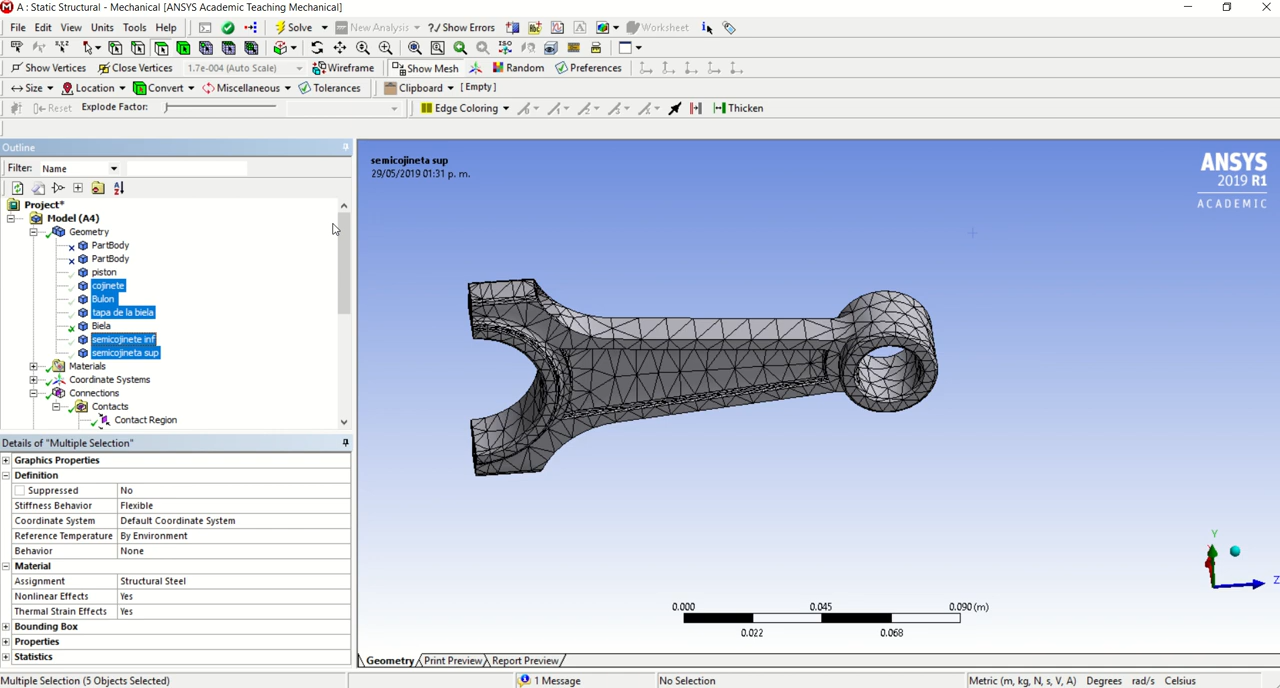 A : Static Structural - Mechanical [ANSYS Academic Teaching Mechanical]
File Edit View Units Tools Help Solve New Analysis ?/ Show Errors Worksheet
Show Vertices Close Vertices 1.7e-004 (Auto Scale) Wireframe Show Mesh Random Preferences
Size Location Convert Miscellaneous Tolerances Clipboard [ Empty ]
Reset Explode Factor: Edge Coloring Thicken
Outline
Filter: Name
Project*
Model (A4)
Geometry
PartBody
PartBody
piston
cojinete
Bulon
tapa de la biela
Biela
semicojinete inf
semicojineta sup
Materials
Coordinate Systems
Connections
Contacts
Contact Region
Details of "Multiple Selection"
Graphics Properties
Definition
Suppressed No
Stiffness Behavior Flexible
Coordinate System Default Coordinate System
Reference Temperature By Environment
Behavior None
Material
Assignment Structural Steel
Nonlinear Effects Yes
Thermal Strain Effects Yes
Bounding Box
Properties
Statistics
semicojineta sup
29/05/2019 01:31 p. m.
ANSYS
2019 R1
ACADEMIC
Y
Z
0.000 0.045 0.090 (m)
0.022 0.068
Geometry Print Preview Report Preview
Multiple Selection (5 Objects Selected) 1 Message No Selection Metric (m, kg, N, s, V, A) Degrees rad/s Celsius